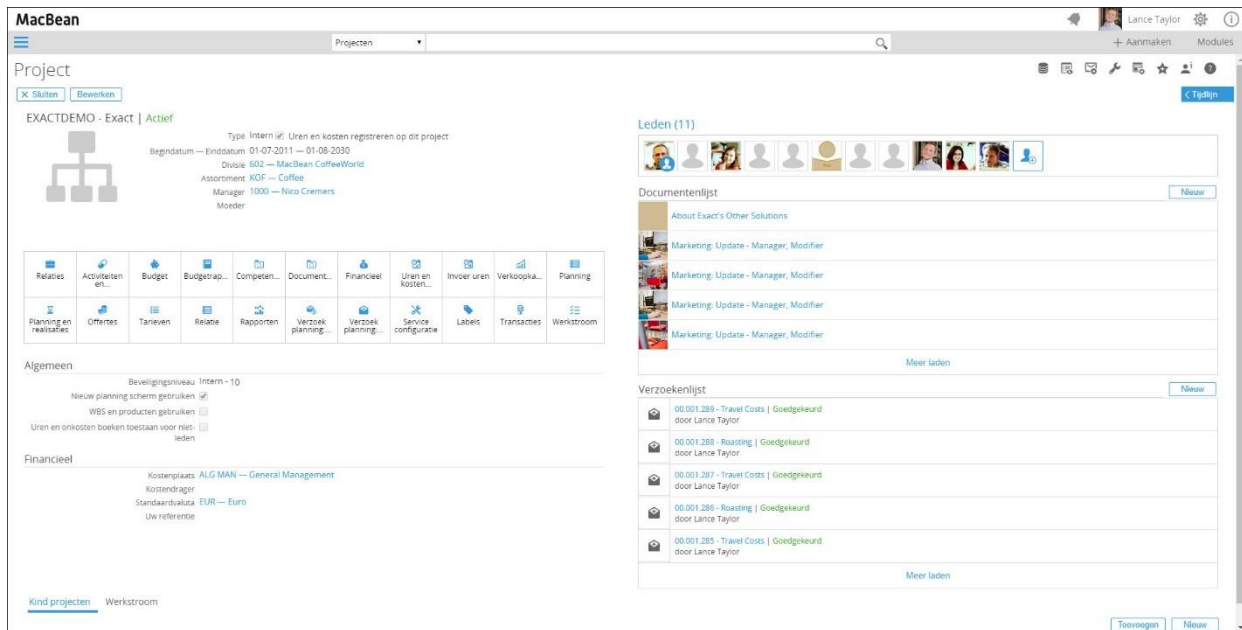 MacBean
Lance Taylor
Projecten
+ Aanmaken Modules
Project
X Sluiten Bewerken
< Tijdlijn
EXACTDEMO - Exact | Actief
Type Intern Uren en kosten registreren op dit project
Begindatum — Einddatum 01-07-2011 — 01-08-2030
Divisie 602 — MacBean CoffeeWorld
Assortiment KOF — Coffee
Manager 1000 — Nico Cremers
Moeder
Relaties Activiteiten en... Budget Budgetrap... Competen... Document... Financieel Uren en kosten... Invoer uren Verkoopka... Planning
Planning en realisaties Offertes Tarieven Relatie Rapporten Verzoek planning... Verzoek planning... Service configuratie Labels Transacties Werkstroom
Algemeen
Beveiligingsniveau Intern - 10
Nieuw planning scherm gebruiken
WBS en producten gebruiken
Uren en onkosten boeken toestaan voor niet-
leden
Financieel
Kostenplaats ALG MAN — General Management
Kostendrager
Standaardvaluta EUR — Euro
Uw referentie
Kind projecten Werkstroom
Leden (11)
Documentenlijst Nieuw
About Exact's Other Solutions
Marketing: Update - Manager, Modifier
Marketing: Update - Manager, Modifier
Marketing: Update - Manager, Modifier
Marketing: Update - Manager, Modifier
Meer laden
Verzoekenlijst Nieuw
00.001.289 - Travel Costs | Goedgekeurd
door Lance Taylor
00.001.288 - Roasting | Goedgekeurd
door Lance Taylor
00.001.287 - Travel Costs | Goedgekeurd
door Lance Taylor
00.001.286 - Roasting | Goedgekeurd
door Lance Taylor
00.001.285 - Travel Costs | Goedgekeurd
door Lance Taylor
Meer laden
Toevoegen Nieuw